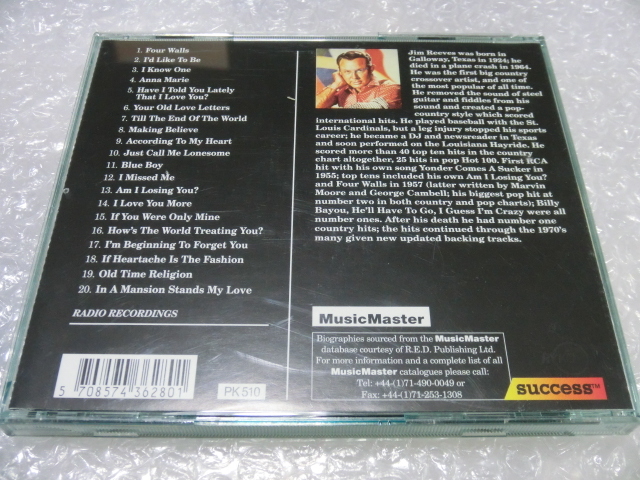 1. Four Walls
2. I'd Like To Be
3. I Know One
4. Anna Marie
5. Have I Told You Lately
That I Love You?
6. Your Old Love Letters
7. Till The End Of The World
8. Making Believe
9. According To My Heart
10. Just Call Me Lonesome
11. Blue Boy
12. I Missed Me
13. Am I Losing You?
14. I Love You More
15. If You Were Only Mine
16. How's The World Treating You?
17. I'm Beginning To Forget You
18. If Heartache Is The Fashion
19. Old Time Religion
20. In A Mansion Stands My Love
RADIO RECORDINGS
5 708574 362801
PK 510
Jim Reeves was born in
Galloway, Texas in 1924; he
died in a plane crash in 1964.
He was the first big country
crossover artist, and one of
the most popular of all time.
He removed the sound of steel
guitar and fiddles from his
sound and created a pop-
country style which scored
international hits. He played baseball with the St.
Louis Cardinals, but a leg injury stopped his sports
career; he became a DJ and newsreader in Texas
and soon performed on the Louisiana Hayride. He
scored more than 40 top ten hits in the country
chart altogether, 25 hits in pop Hot 100. First RCA
hit with his own song Yonder Comes A Sucker in
1955; top tens included his own Am I Losing You?
and Four Walls in 1957 (latter written by Marvin
Moore and George Cambell; his biggest pop hit at
number two in both country and pop charts); Billy
Bayou, He'll Have To Go, I Guess I'm Crazy were all
number ones. After his death he had number one
country hits; the hits continued through the 1970's
many given new updated backing tracks.
MusicMaster
Biographies sourced from the MusicMaster
database courtesy of R.E.D. Publishing Ltd.
For more information and a complete list of all
MusicMaster catalogues please call:
Tel: +44-(1)71-490-0049 or
Fax: +44-(1)71-253-1308
success™